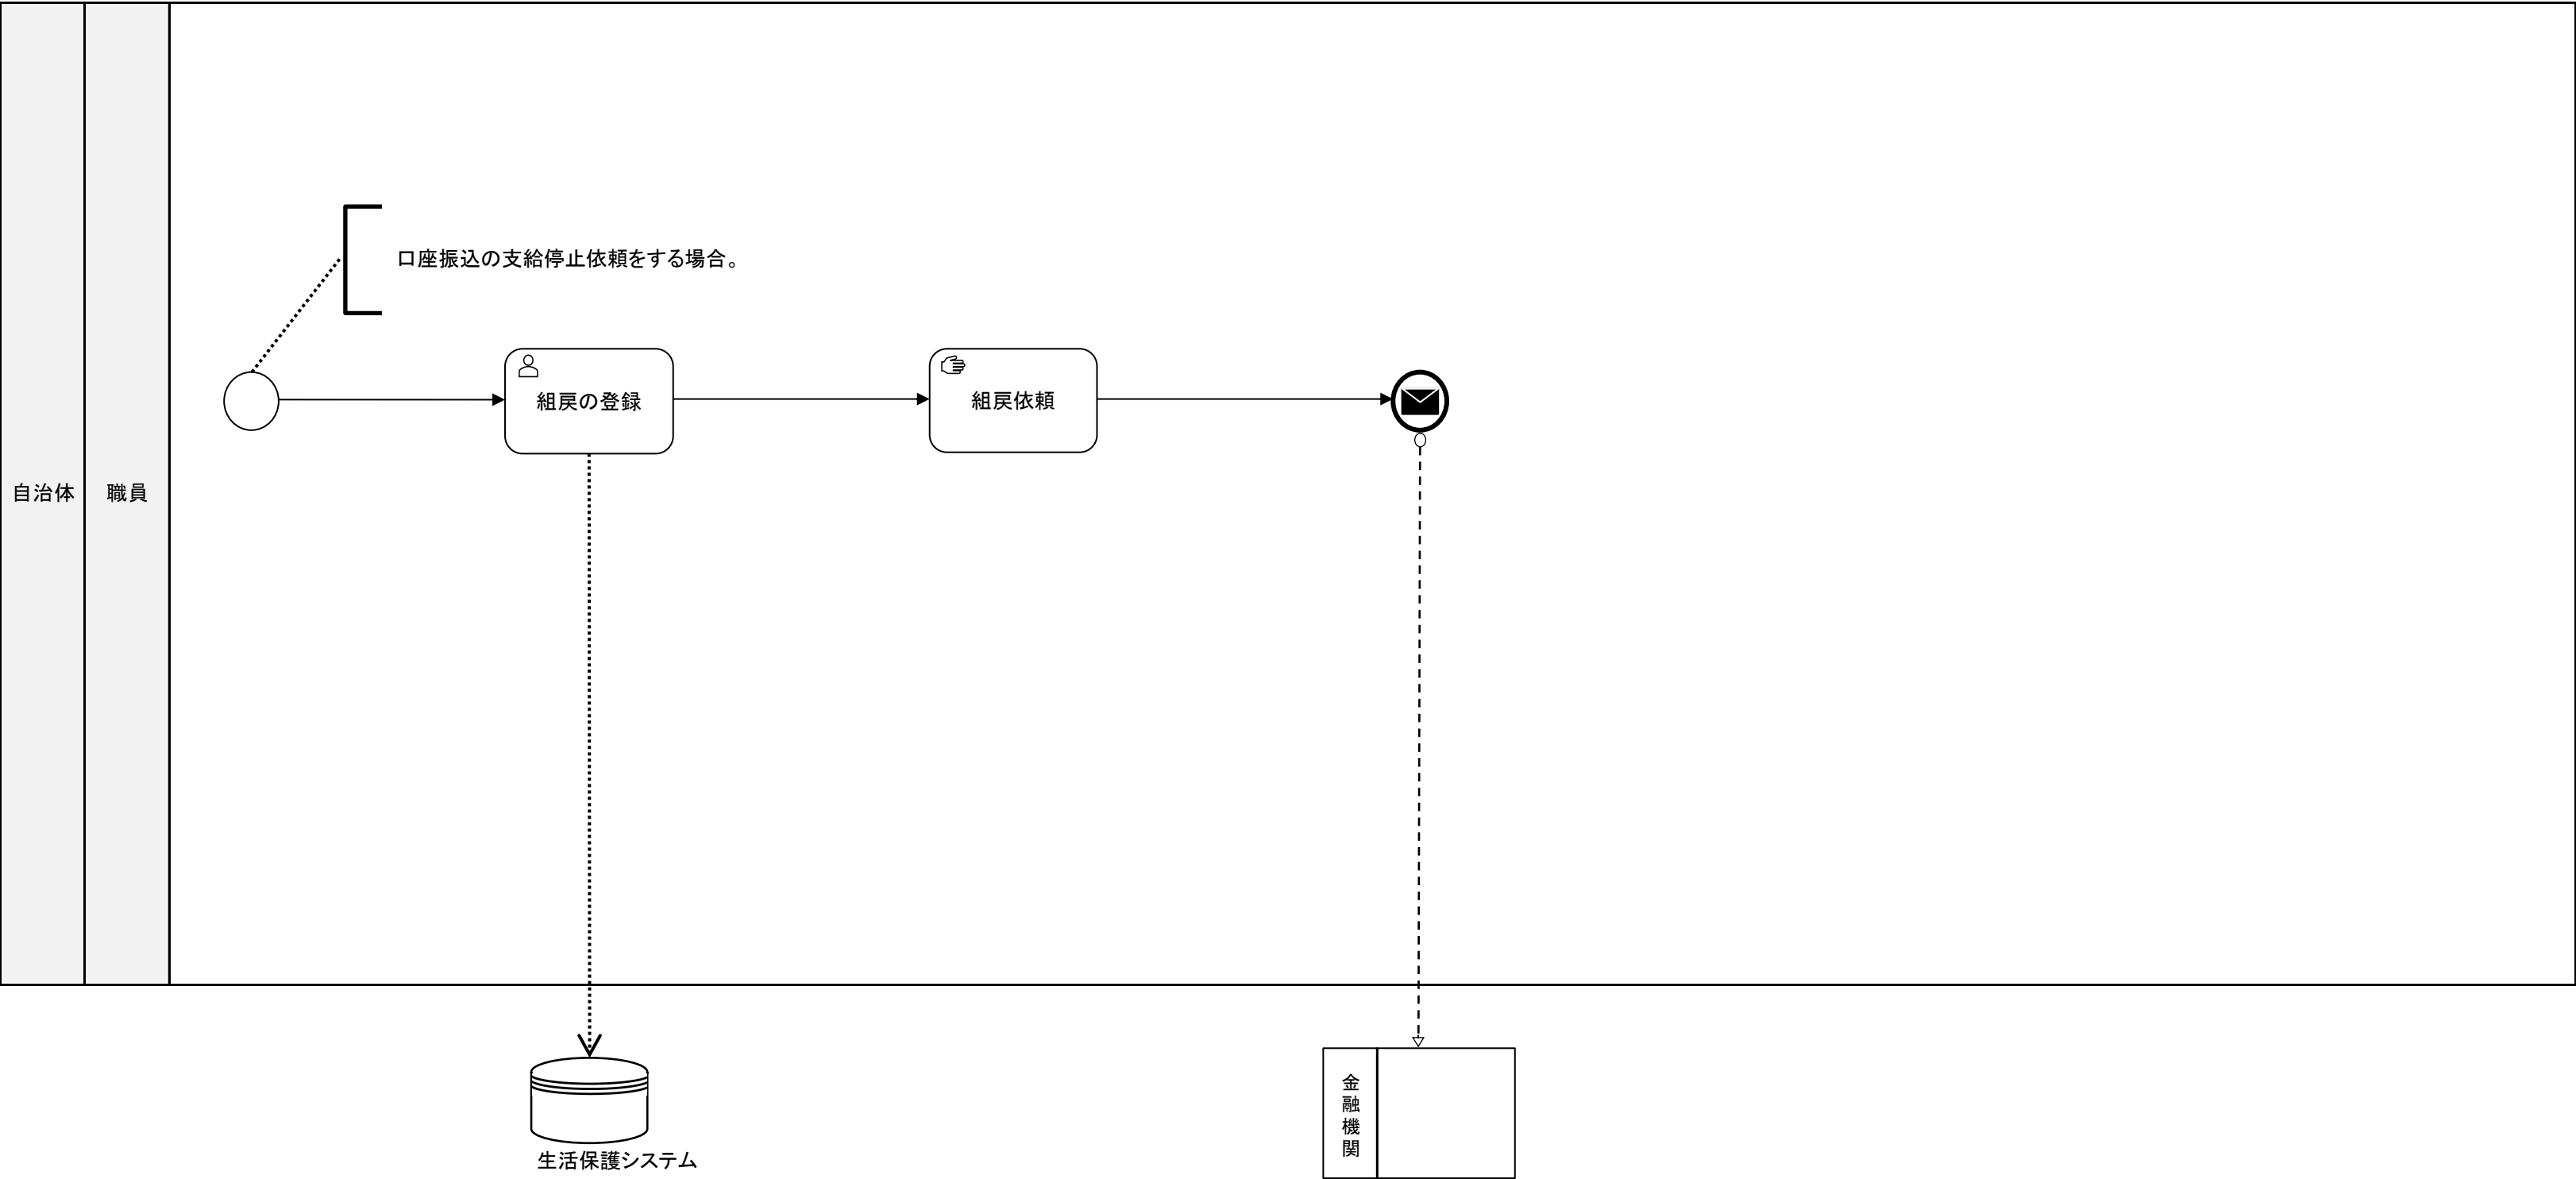 自治体
職員
口座振込の支給停止依頼をする場合。
組戻の登録
組戻依頼
生活保護システム
金融機関